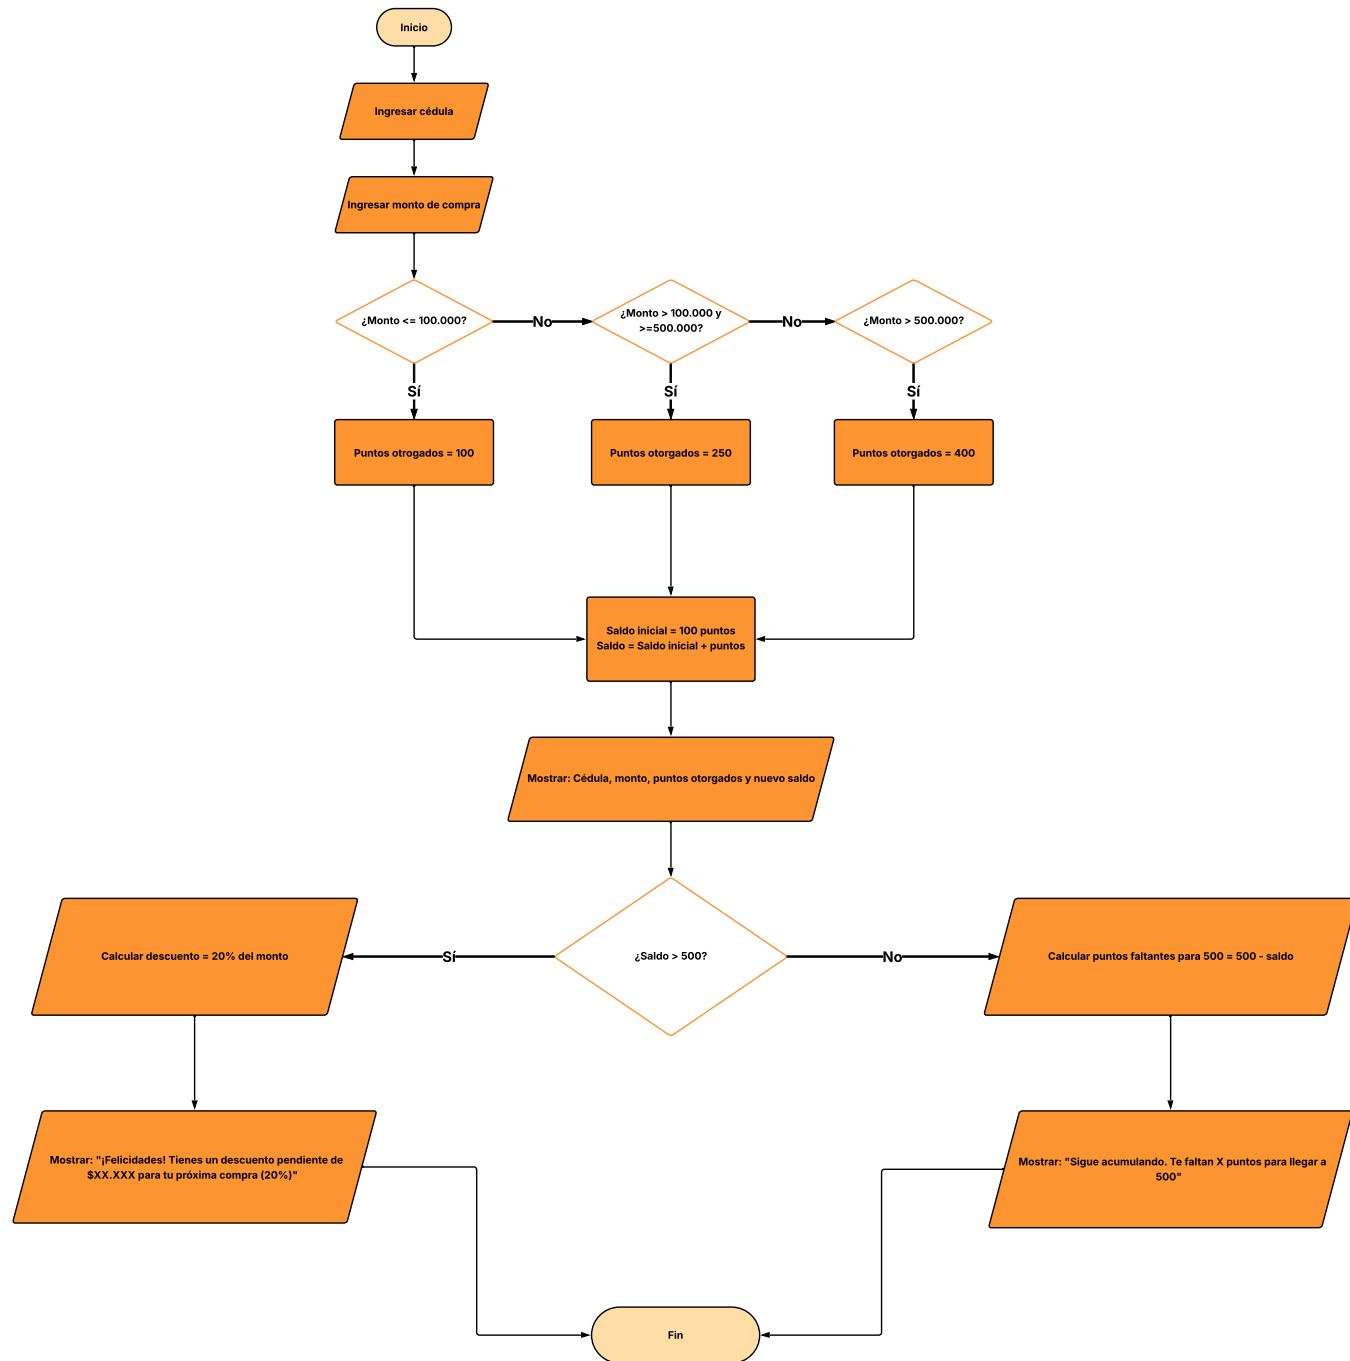 Inicio
Ingresar cédula
Ingresar monto de compra
¿Monto <= 100.000?
No
¿Monto > 100.000 y
>=500.000?
No
¿Monto > 500.000?
Sí
Sí
Sí
Puntos otrogados = 100
Puntos otorgados = 250
Puntos otorgados = 400
Saldo inicial = 100 puntos
Saldo = Saldo inicial + puntos
Mostrar: Cédula, monto, puntos otorgados y nuevo saldo
Calcular descuento = 20% del monto
Sí
¿Saldo > 500?
No
Calcular puntos faltantes para 500 = 500 - saldo
Mostrar: "¡Felicidades! Tienes un descuento pendiente de
$XX.XXX para tu próxima compra (20%)"
Mostrar: "Sigue acumulando. Te faltan X puntos para llegar a
500"
Fin